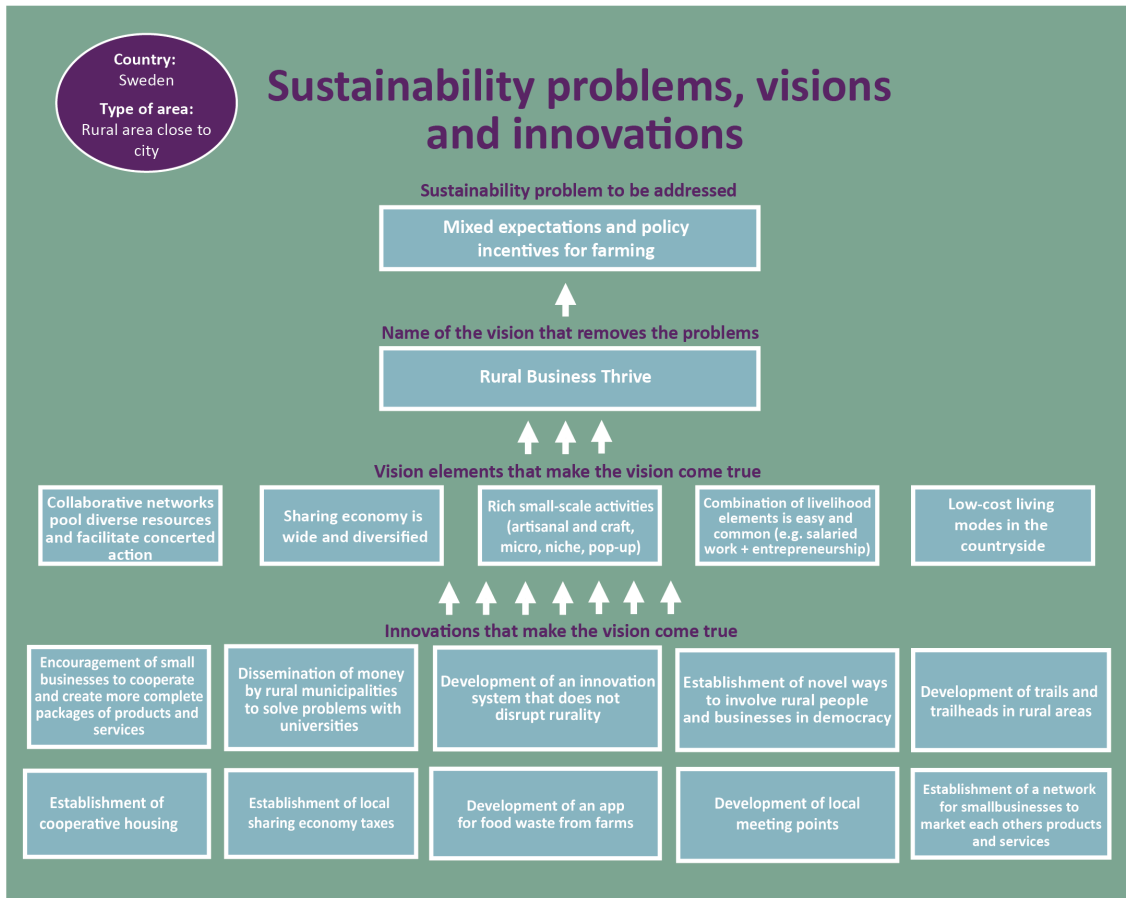 Country:
Sweden
Type of area:
Rural area close to
city
Sustainability problems, visions
and innovations
Sustainability problem to be addressed
Mixed expectations and policy
incentives for farming
Name of the vision that removes the problems
Rural Business Thrive
Vision elements that make the vision come true
Collaborative networks
pool diverse resources
and facilitate concerted
action
Sharing economy is
wide and diversified
Rich small-scale activities
(artisanal and craft,
micro, niche, pop-up)
Combination of livelihood
elements is easy and
common (e.g. salaried
work + entrepreneurship)
Low-cost living
modes in the
countryside
Innovations that make the vision come true
Encouragement of small
businesses to cooperate
and create more complete
packages of products and
services
Dissemination of money
by rural municipalities
to solve problems with
universities
Development of an innovation
system that does not
disrupt rurality
Establishment of novel ways
to involve rural people
and businesses in democracy
Development of trails and
trailheads in rural areas
Establishment of
cooperative housing
Establishment of local
sharing economy taxes
Development of an app
for food waste from farms
Development of local
meeting points
Establishment of a network
for smallbusinesses to
market each others products
and services